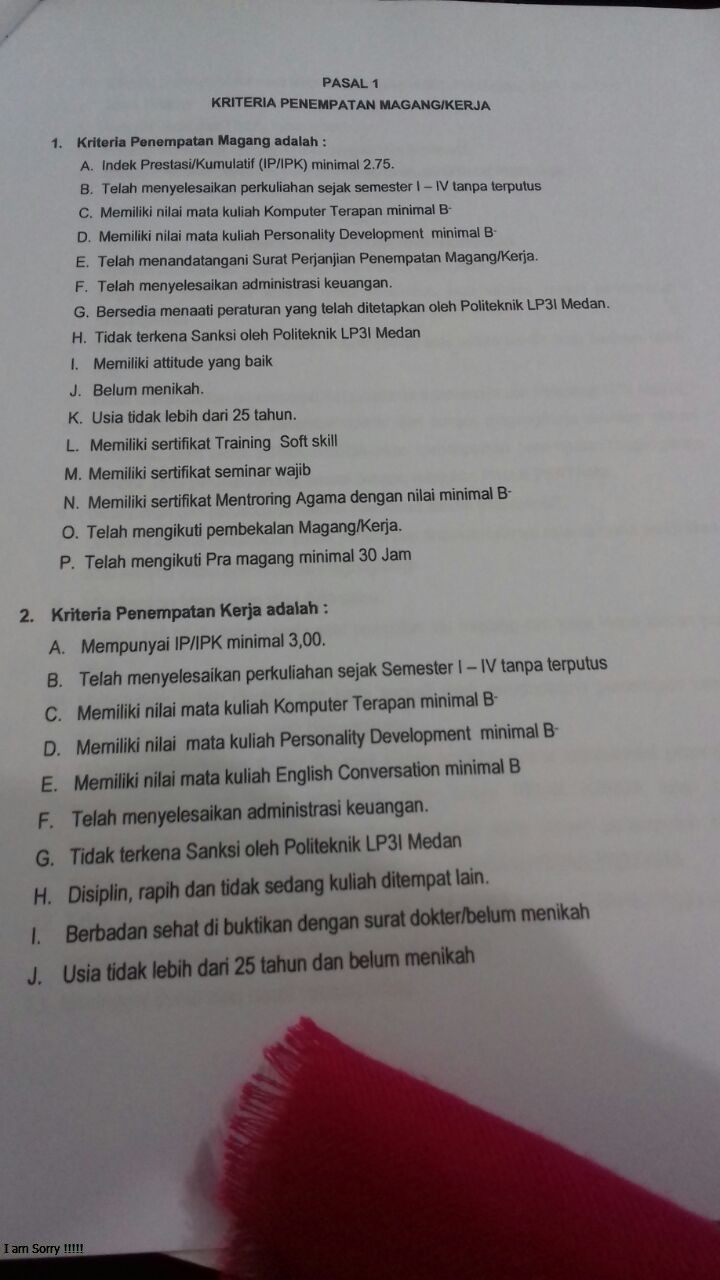 PASAL 1
KRITERIA PENEMPATAN MAGANG/KERJA
1. Kriteria Penempatan Magang adalah :
A. Indek Prestasi/Kumulatif (IP/IPK) minimal 2.75.
B. Telah menyelesaikan perkuliahan sejak semester I – IV tanpa terputus
C. Memiliki nilai mata kuliah Komputer Terapan minimal B-
D. Memiliki nilai mata kuliah Personality Development minimal B-
E. Telah menandatangani Surat Perjanjian Penempatan Magang/Kerja.
F. Telah menyelesaikan administrasi keuangan.
G. Bersedia menaati peraturan yang telah ditetapkan oleh Politeknik LP3I Medan.
H. Tidak terkena Sanksi oleh Politeknik LP3I Medan
I. Memiliki attitude yang baik
J. Belum menikah.
K. Usia tidak lebih dari 25 tahun.
L. Memiliki sertifikat Training Soft skill
M. Memiliki sertifikat seminar wajib
N. Memiliki sertifikat Mentroring Agama dengan nilai minimal B-
O. Telah mengikuti pembekalan Magang/Kerja.
P. Telah mengikuti Pra magang minimal 30 Jam
2. Kriteria Penempatan Kerja adalah :
A. Mempunyai IP/IPK minimal 3,00.
B. Telah menyelesaikan perkuliahan sejak Semester I – IV tanpa terputus
C. Memiliki nilai mata kuliah Komputer Terapan minimal B-
D. Memiliki nilai mata kuliah Personality Development minimal B-
E. Memiliki nilai mata kuliah English Conversation minimal B
F. Telah menyelesaikan administrasi keuangan.
G. Tidak terkena Sanksi oleh Politeknik LP3I Medan
H. Disiplin, rapih dan tidak sedang kuliah ditempat lain.
I. Berbadan sehat di buktikan dengan surat dokter/belum menikah
J. Usia tidak lebih dari 25 tahun dan belum menikah
I am Sorry !!!!!